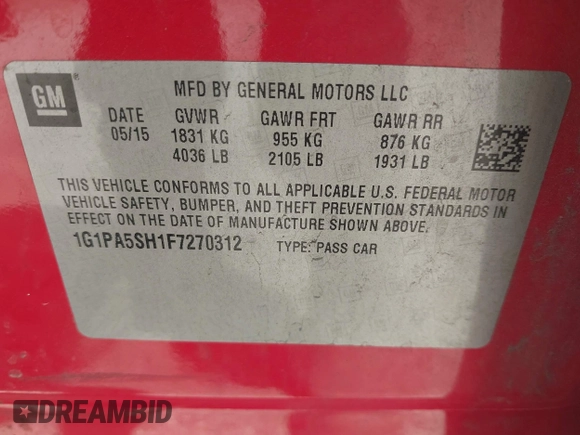 GM
MFD BY GENERAL MOTORS LLC
DATE GVWR GAWR FRT GAWR RR
05/15 1831 KG 955 KG 876 KG
4036 LB 2105 LB 1931 LB
THIS VEHICLE CONFORMS TO ALL APPLICABLE U.S. FEDERAL MOTOR
VEHICLE SAFETY, BUMPER, AND THEFT PREVENTION STANDARDS IN
EFFECT ON THE DATE OF MANUFACTURE SHOWN ABOVE.
1G1PA5SH1F7270312 TYPE: PASS CAR
DREAMBID